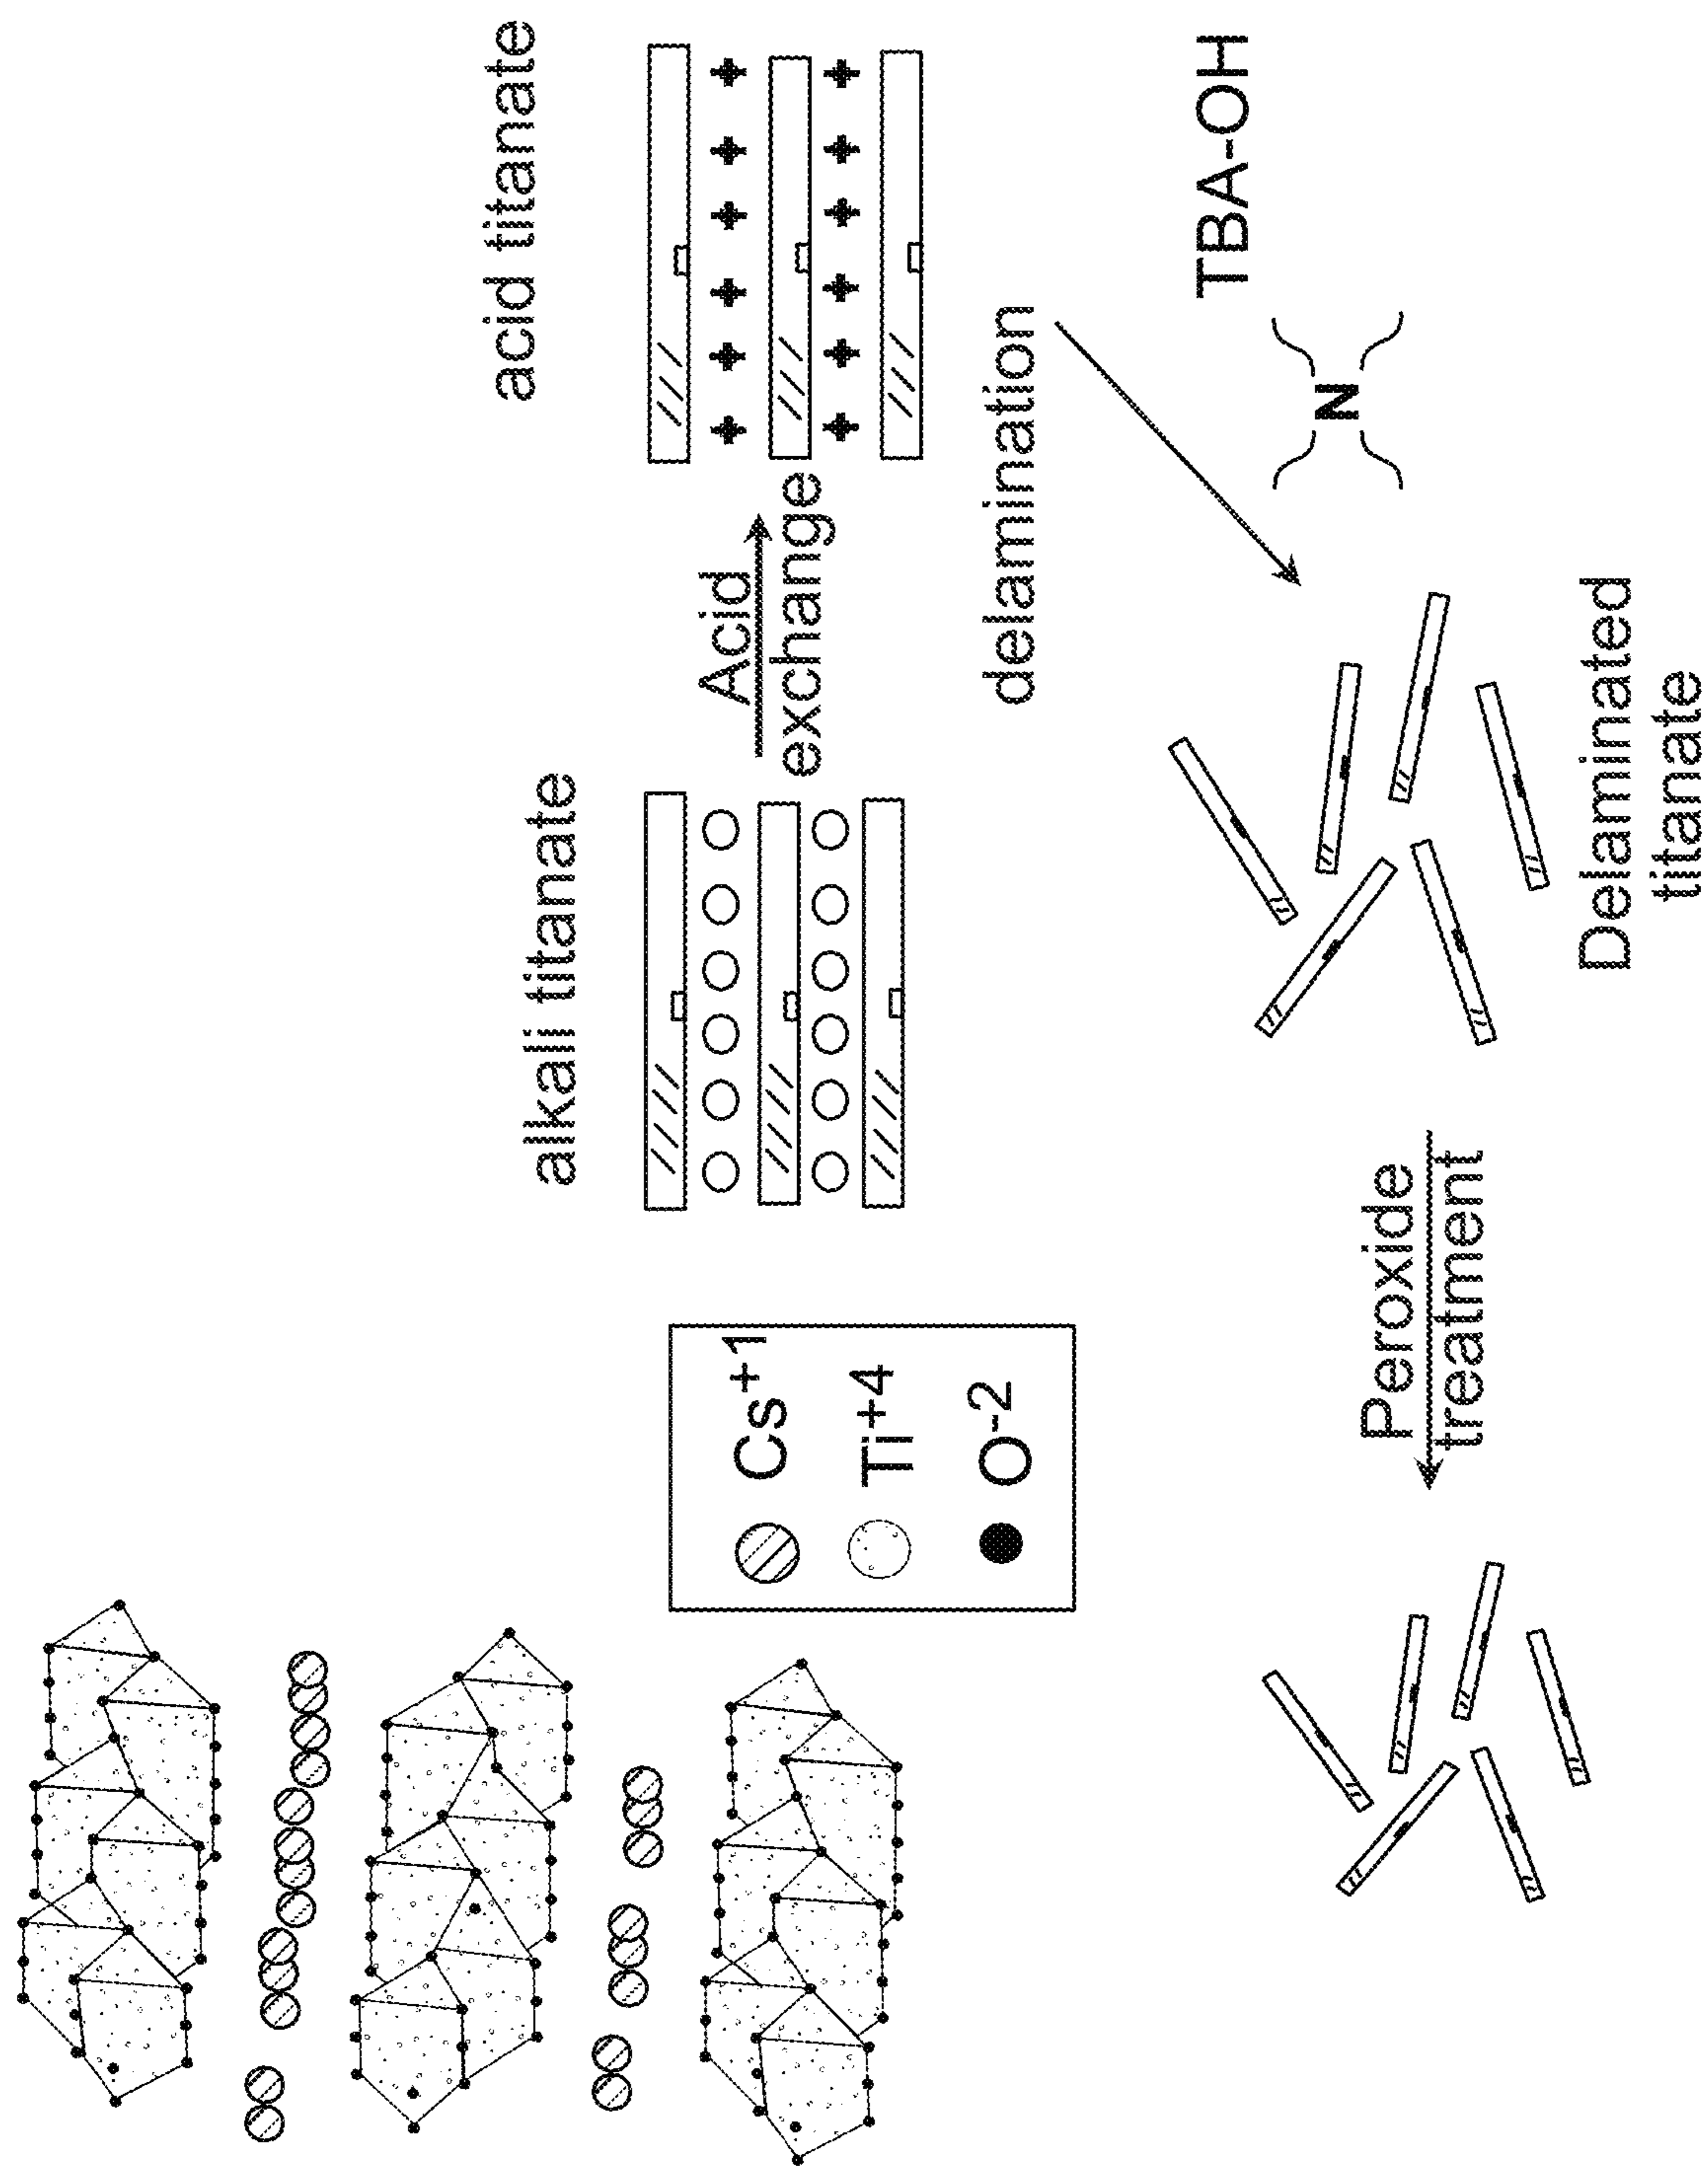 alkali titanate
acid titanate
Acid
exchange
Cs+1
Ti+4
O-2
delamination
TBA-OH
N
Peroxide
treatment
Delaminated
titanate